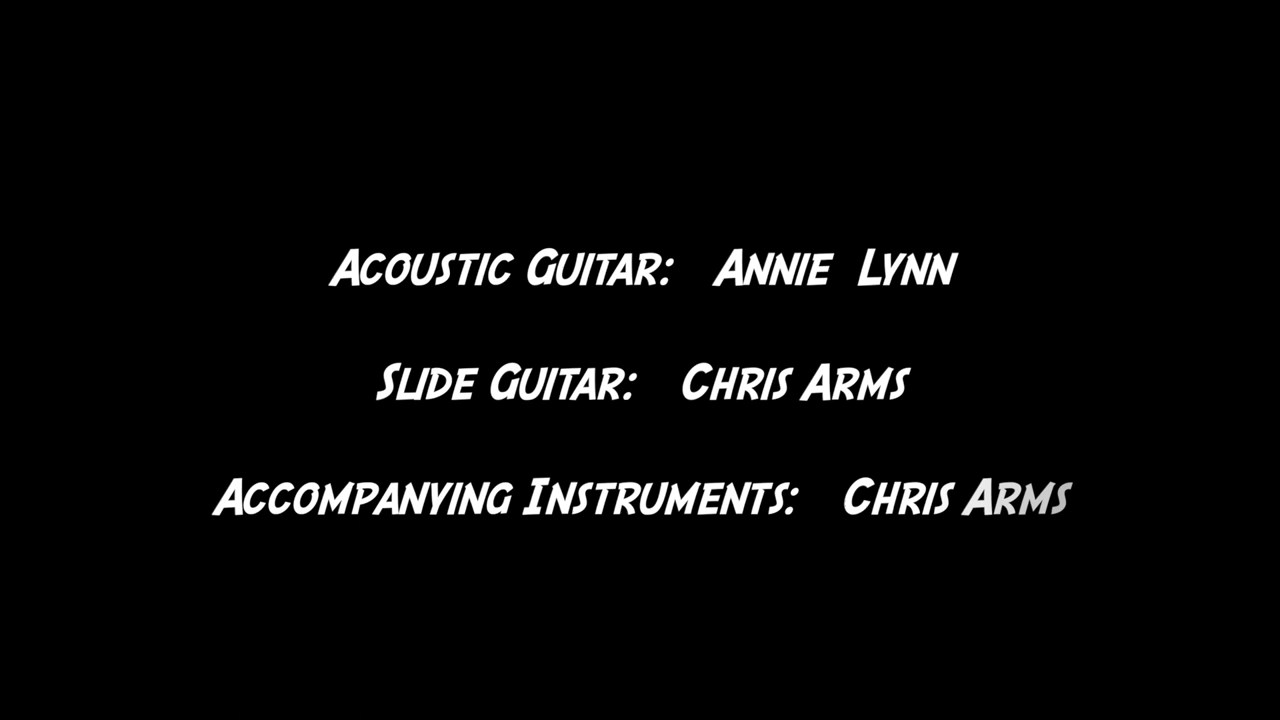 Acoustic Guitar: Annie Lynn
Slide Guitar: Chris Arms
Accompanying Instruments: Chris Arms